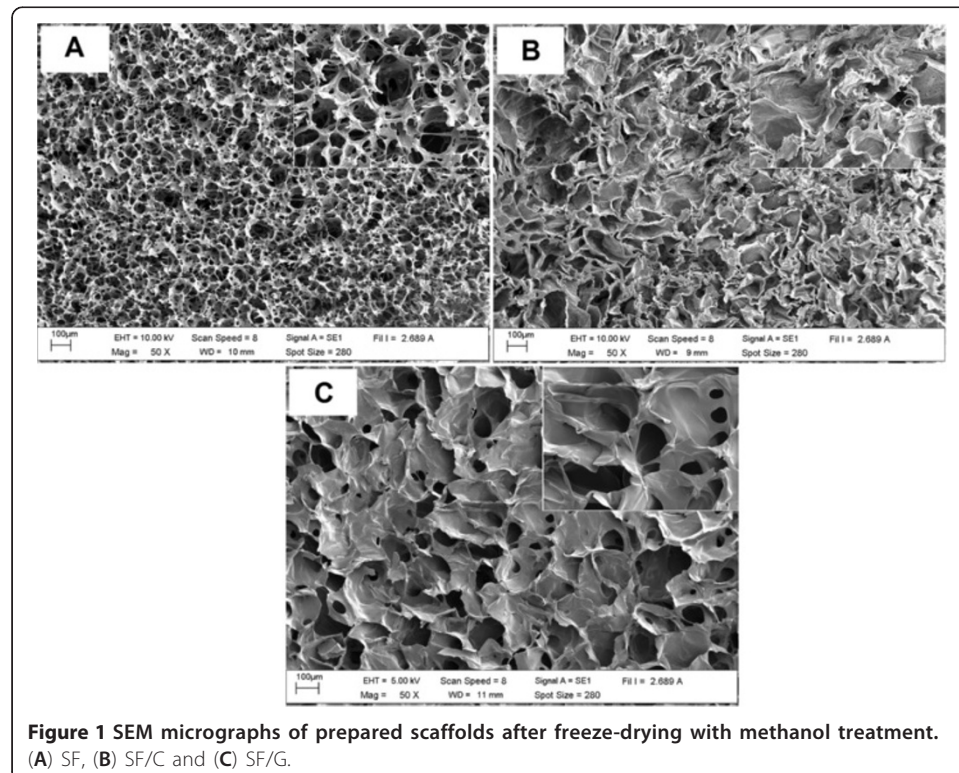 A
100µm
EHT = 10.00 kV Scan Speed = 8 Signal A = SE1 Fil I = 2.689 A
Mag = 50 X WD = 10 mm Spot Size = 280
B
100µm
EHT = 10.00 kV Scan Speed = 8 Signal A = SE1 Fil I = 2.689 A
Mag = 50 X WD = 9 mm Spot Size = 280
C
100µm
EHT = 5.00 kV Scan Speed = 8 Signal A = SE1 Fil I = 2.689 A
Mag = 50 X WD = 11 mm Spot Size = 280
Figure 1 SEM micrographs of prepared scaffolds after freeze-drying with methanol treatment.
(A) SF, (B) SF/C and (C) SF/G.